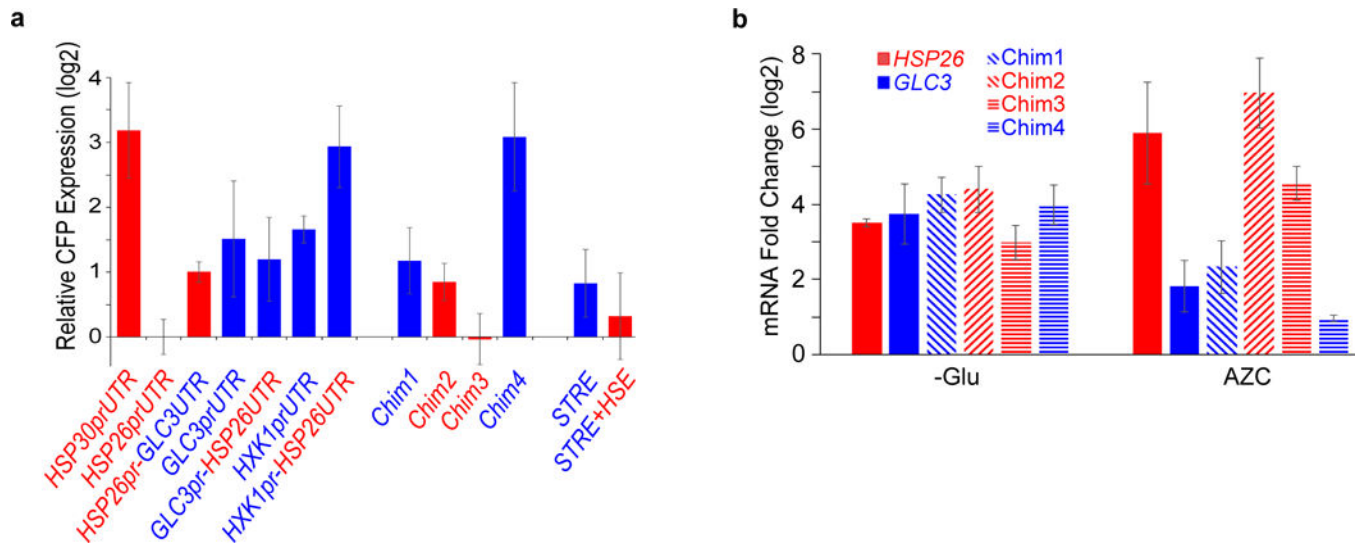 a
Relative CFP Expression (log2)
4
3
2
1
0
HSP30prUTR
HSP26prUTR
HSP26pr-GLC3UTR
GLC3prUTR
GLC3pr-HSP26UTR
HXK1prUTR
HXK1pr-HSP26UTR
Chim1
Chim2
Chim3
Chim4
STRE
STRE+HSE
b
mRNA Fold Change (log2)
8
6
4
2
0
HSP26
GLC3
Chim1
Chim2
Chim3
Chim4
-Glu
AZC